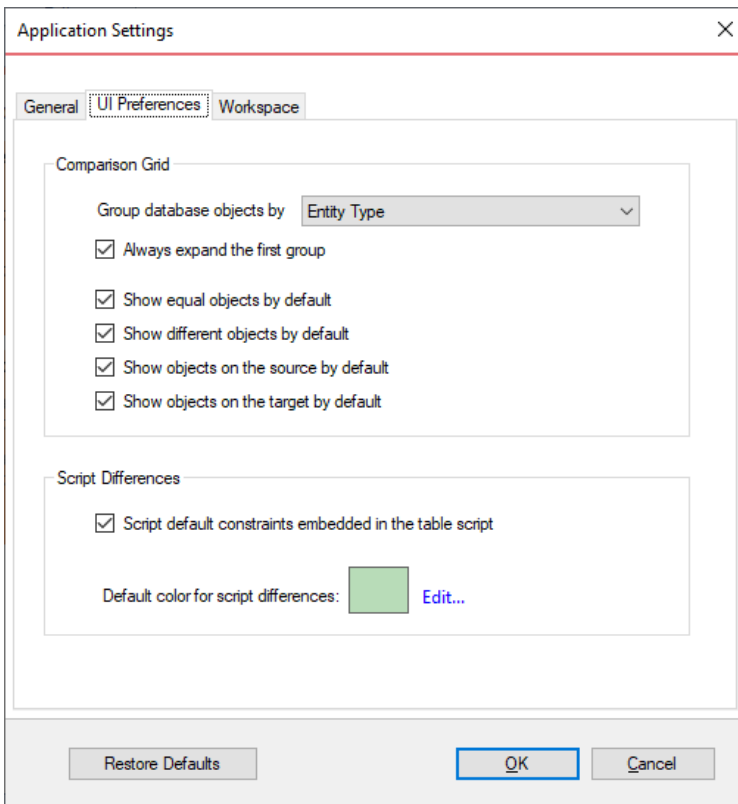 Application Settings
General UI Preferences Workspace
Comparison Grid
Group database objects by Entity Type
Always expand the first group
Show equal objects by default
Show different objects by default
Show objects on the source by default
Show objects on the target by default
Script Differences
Script default constraints embedded in the table script
Default color for script differences: Edit...
Restore Defaults OK Cancel